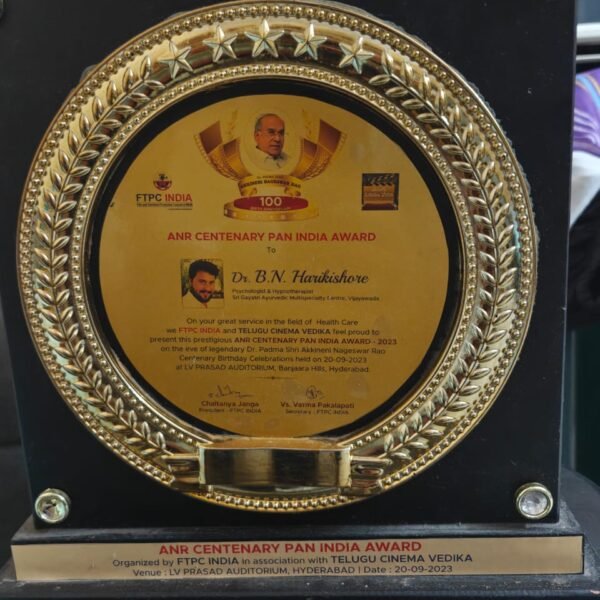 AKKINENI NAGESWAR RAO
100
FTPC INDIA
ANR CENTENARY PAN INDIA AWARD
To
Dr. B.N. Harikishore
Psychologist & Hypnotherapist
Sri Gayatri Ayurvedic Multispecialty Centre, Vijayawada
On your great service in the field of Health Care
we FTPC INDIA and TELUGU CINEMA VEDIKA feel proud to
present this prestigious ANR CENTENARY PAN INDIA AWARD - 2023
on the eve of legendary Dr. Padma Shri Akkineni Nageswar Rao
Centenary Birthday Celebrations held on 20-09-2023
at LV PRASAD AUDITORIUM, Banjaara Hills, Hyderabad.
Chaitanya Janga
President - FTPC INDIA
Vs. Varma Pakalapati
Secretary - FTPC INDIA
ANR CENTENARY PAN INDIA AWARD
Organized by FTPC INDIA in association with TELUGU CINEMA VEDIKA
Venue : LV PRASAD AUDITORIUM, HYDERABAD | Date : 20-09-2023